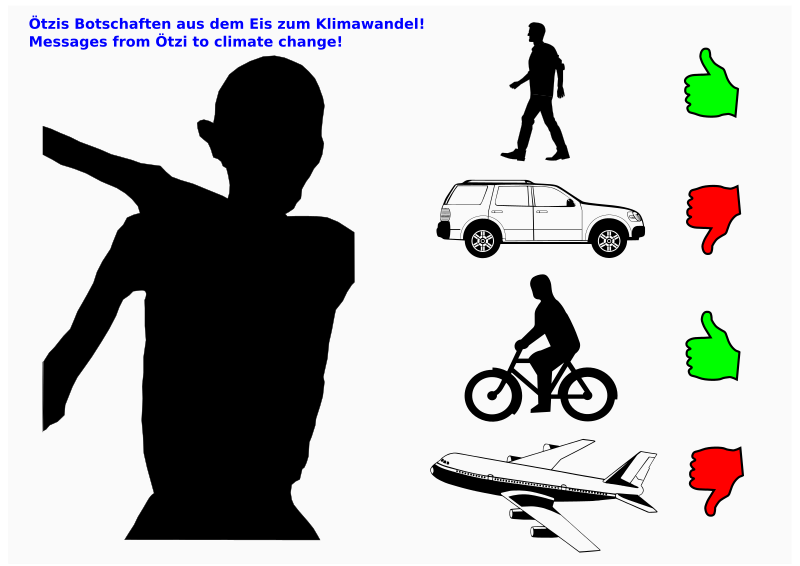 Ötzis Botschaften aus dem Eis zum Klimawandel!
Messages from Ötzi to climate change!